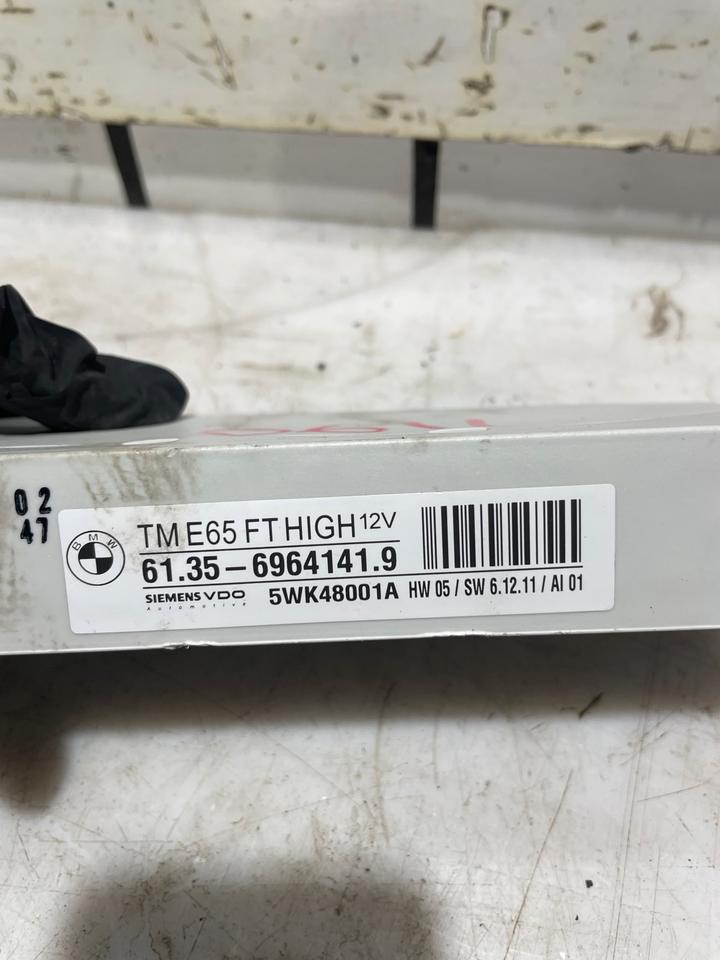 02
47
BMW
TM E65 FT HIGH 12V
61.35-6964141.9
SIEMENS VDO
Automotive
5WK48001A HW 05 / SW 6.12.11 / AI 01